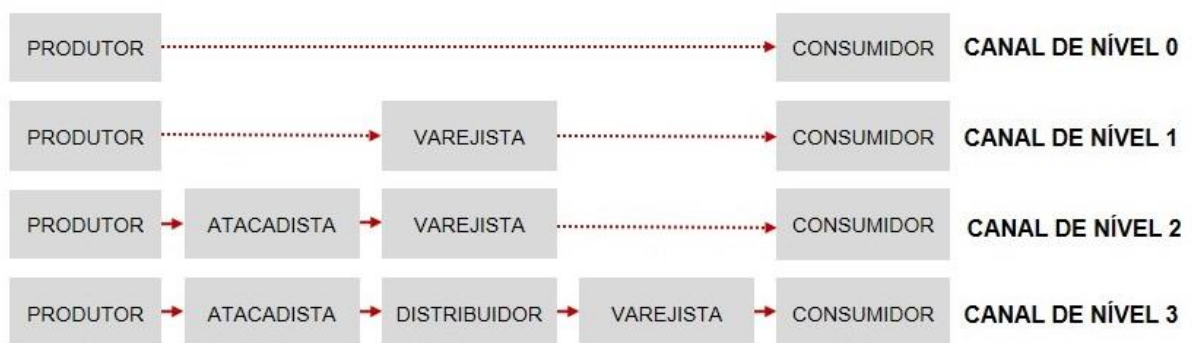 PRODUTOR CONSUMIDOR CANAL DE NÍVEL 0
PRODUTOR VAREJISTA CONSUMIDOR CANAL DE NÍVEL 1
PRODUTOR ATACADISTA VAREJISTA CONSUMIDOR CANAL DE NÍVEL 2
PRODUTOR ATACADISTA DISTRIBUIDOR VAREJISTA CONSUMIDOR CANAL DE NÍVEL 3